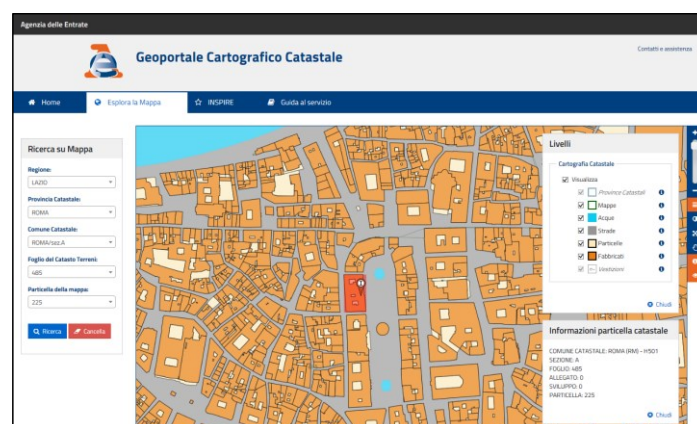 Agenzia delle Entrate
Geoportale Cartografico Catastale
Contatti e assistenza
Home
Esplora la Mappa
INSPIRE
Guida al servizio
Ricerca su Mappa
Regione:
LAZIO
Provincia Catastale:
ROMA
Comune Catastale:
ROMA/sez.A
Foglio del Catasto Terreni:
485
Particella della mappa:
225
Ricerca
Cancella
Livelli
Cartografia Catastale
Visualizza
Province Catastali
Mappe
Acque
Strade
Particelle
Fabbricati
Vestizioni
Chiudi
Informazioni particella catastale
COMUNE CATASTALE: ROMA (RM) - H501
SEZIONE: A
FOGLIO: 485
ALLEGATO: 0
SVILUPPO: 0
PARTICELLA: 225
Chiudi